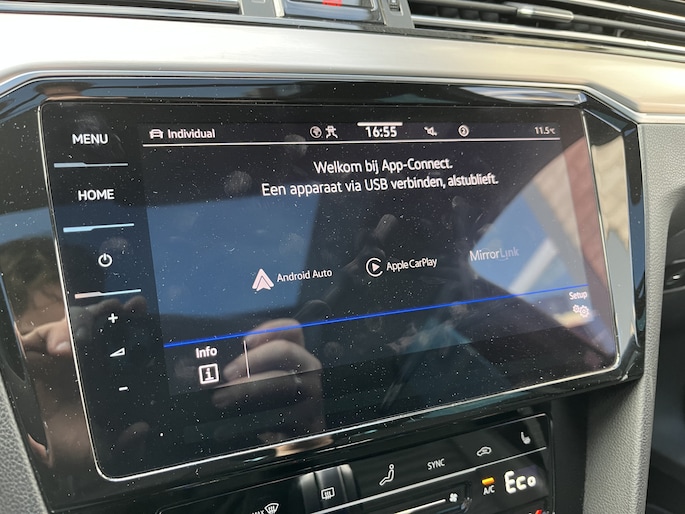 MENU
HOME
Individual
16:55
11.5°C
Welkom bij App-Connect.
Een apparaat via USB verbinden, alstublieft.
Android Auto
Apple CarPlay
MirrorLink
Setup
Info
SYNC
MAX
A/C
Eco